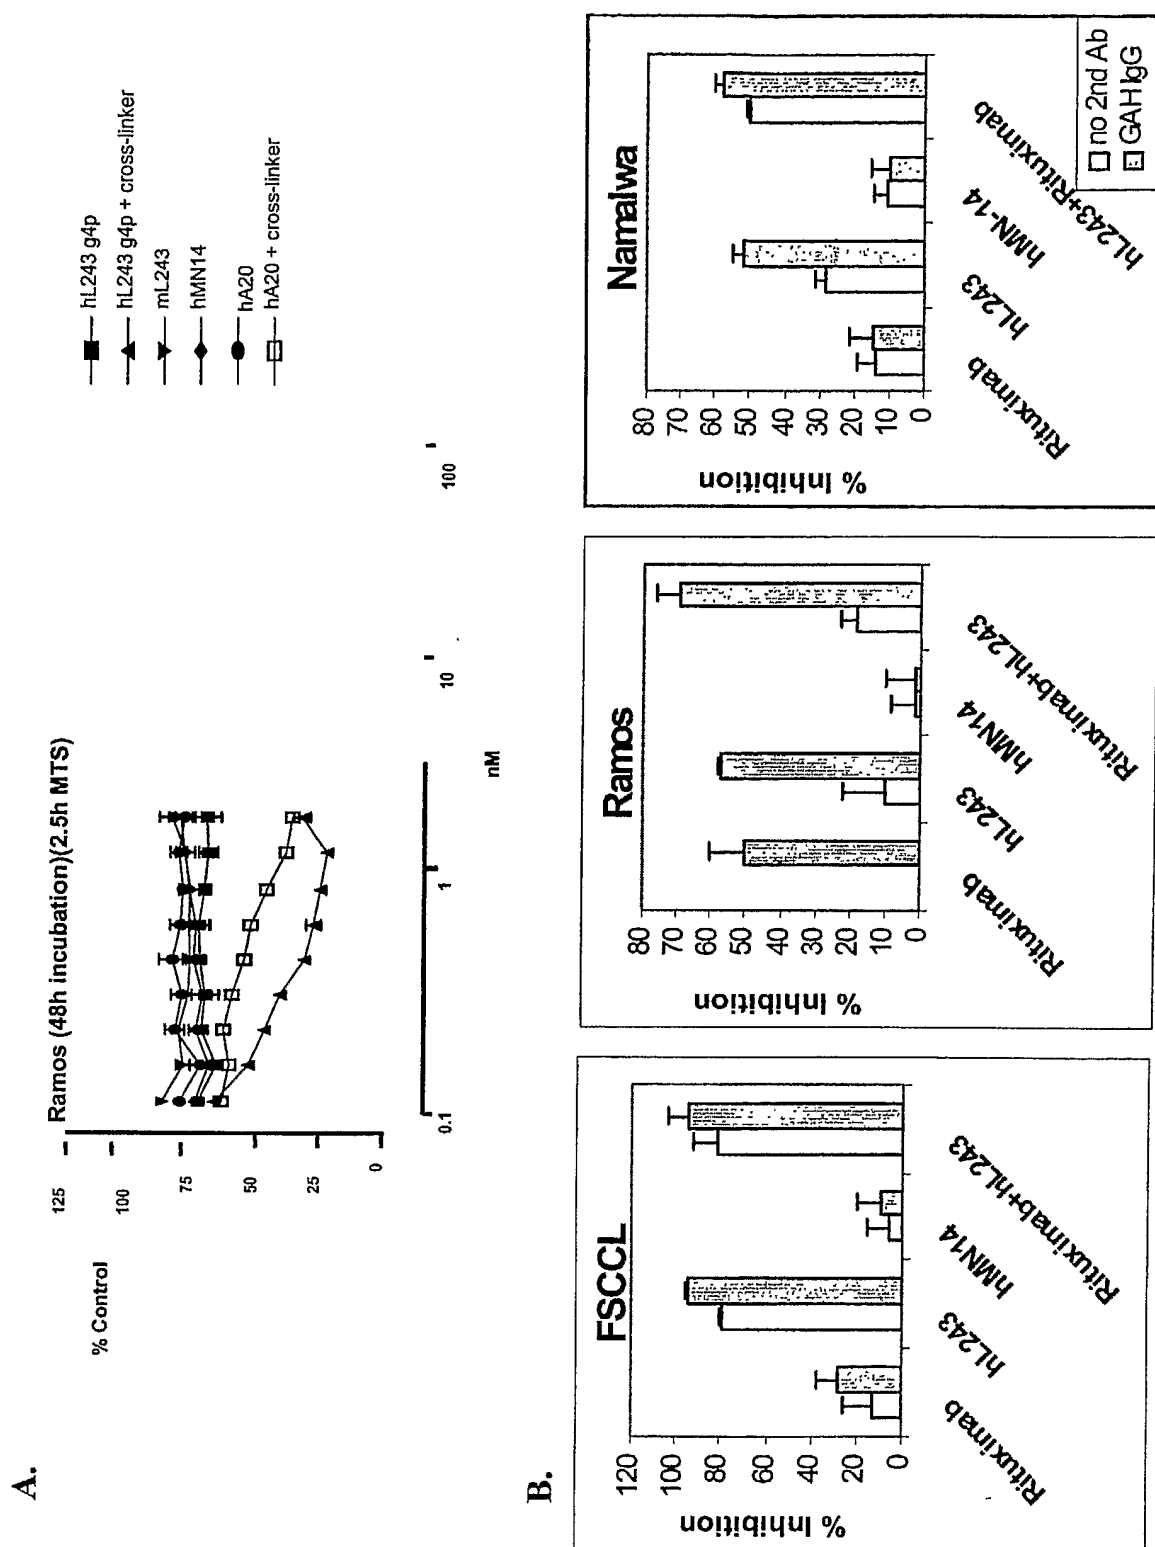 A.
Ramos (48h incubation)(2.5h MTS)
% Control
125
100
75
50
25
0
0.1
1
10
100
nM
hL243 g4p
hL243 g4p + cross-linker
mL243
hMN14
hA20
hA20 + cross-linker
B.
FSCCL
% Inhibition
120
100
80
60
40
20
0
Rituximab
hL243
hMN14
Rituximab+hL243
Ramos
% Inhibition
80
70
60
50
40
30
20
10
0
Rituximab
hL243
hMN14
Rituximab+hL243
Namalwa
% Inhibition
80
70
60
50
40
30
20
10
0
Rituximab
hL243
hMN-14
hL243+Rituximab
no 2nd Ab
GAH IgG